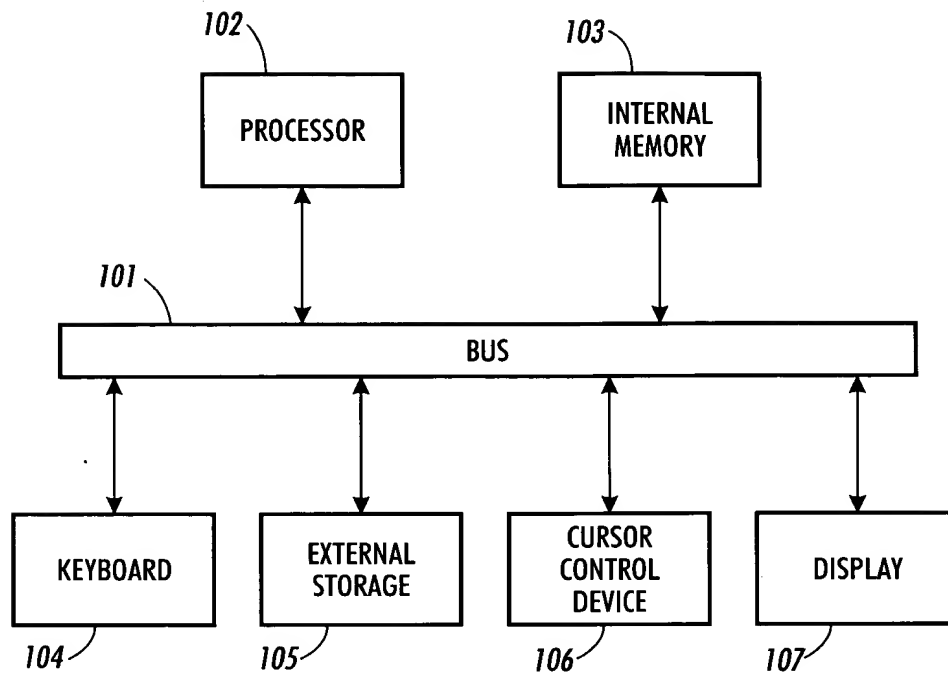 102
103
PROCESSOR
INTERNAL
MEMORY
101
BUS
KEYBOARD
EXTERNAL
STORAGE
CURSOR
CONTROL
DEVICE
DISPLAY
104
105
106
107